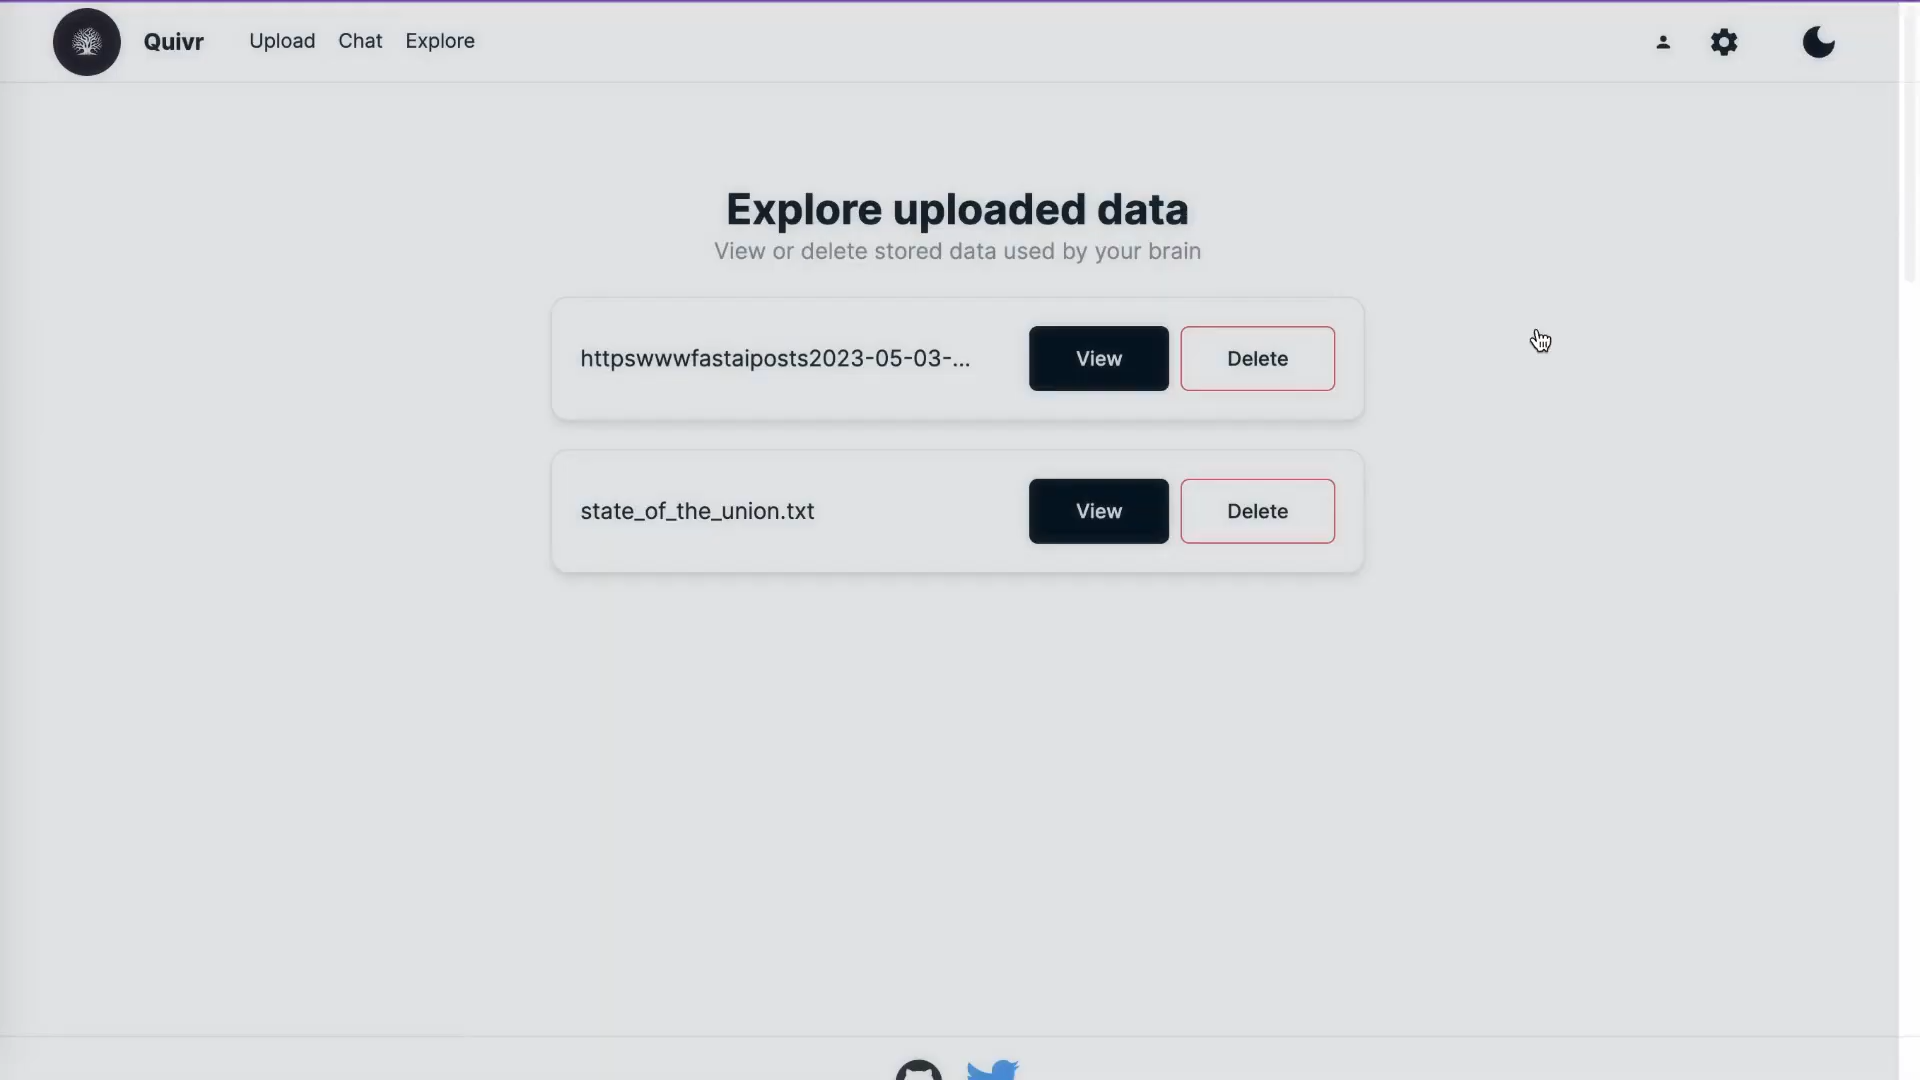 Quivr Upload Chat Explore
Explore uploaded data
View or delete stored data used by your brain
httpswwwfastaiposts2023-05-03-... View Delete
state_of_the_union.txt View Delete